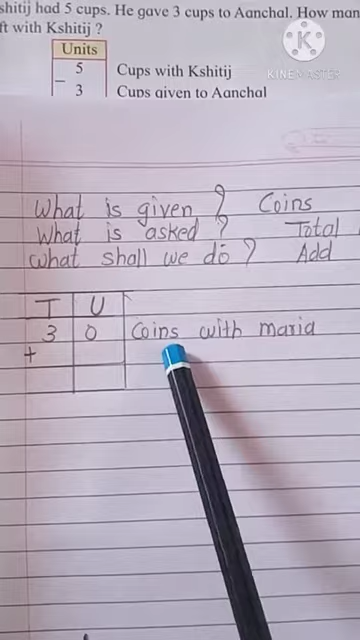 shitij had 5 cups. He gave 3 cups to Aanchal. How man
ft with Kshitij ?
Units
5 Cups with Kshitij
− 3 Cups given to Aanchal
KINEMASTER
What is given ? Coins
What is asked ? Total
What shall we do ? Add
T U
3 0 Coins with maria
+